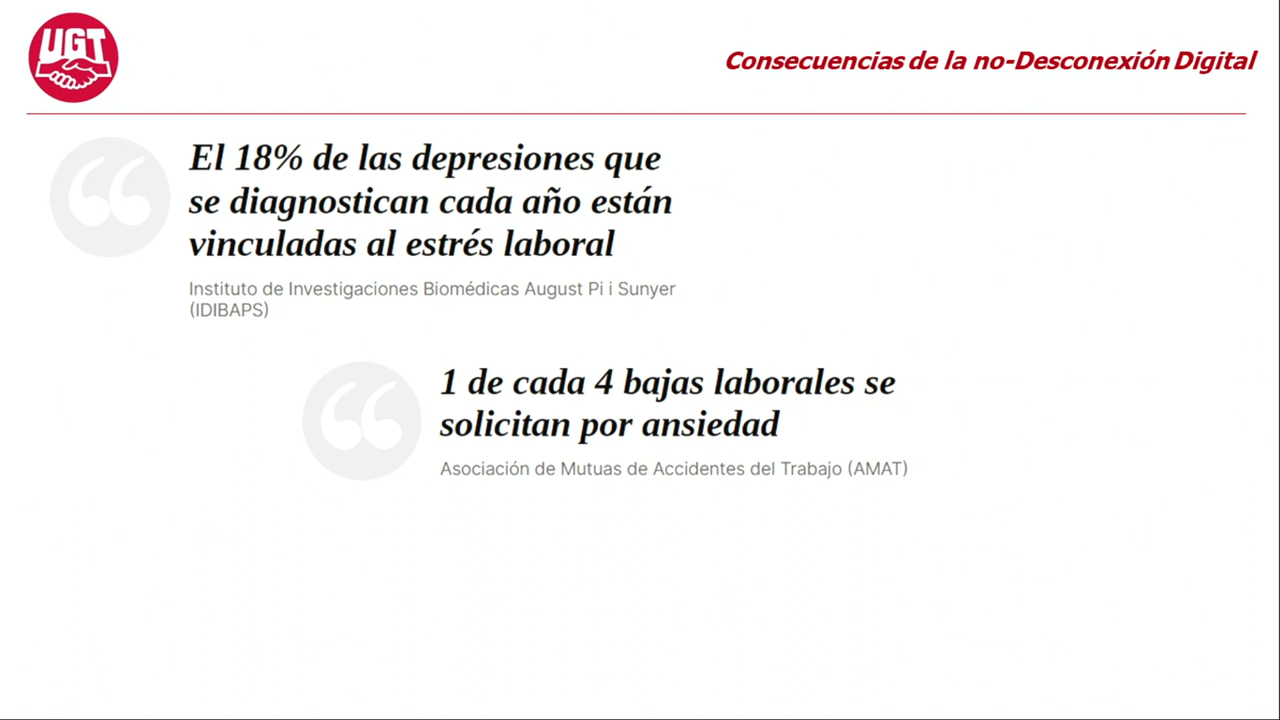 UGT
Consecuencias de la no-Desconexión Digital
El 18% de las depresiones que
se diagnostican cada año están
vinculadas al estrés laboral
Instituto de Investigaciones Biomédicas August Pi i Sunyer
(IDIBAPS)
1 de cada 4 bajas laborales se
solicitan por ansiedad
Asociación de Mutuas de Accidentes del Trabajo (AMAT)